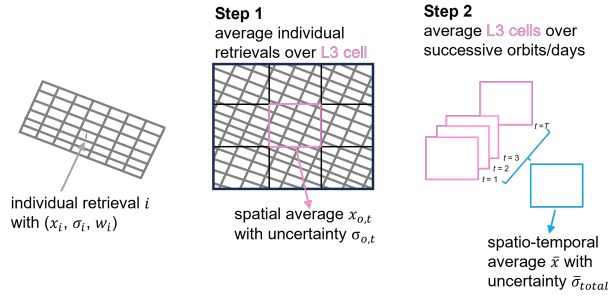 Step 1
average individual
retrievals over L3 cell
Step 2
average L3 cells over
successive orbits/days
i
individual retrieval i
with (xᵢ, σᵢ, wᵢ)
spatial average xₒ,ₜ
with uncertainty σₒ,ₜ
t = T
t = 3
t = 2
t = 1
spatio-temporal
average x̄ with
uncertainty σ̄ₜₒₜₐₗ